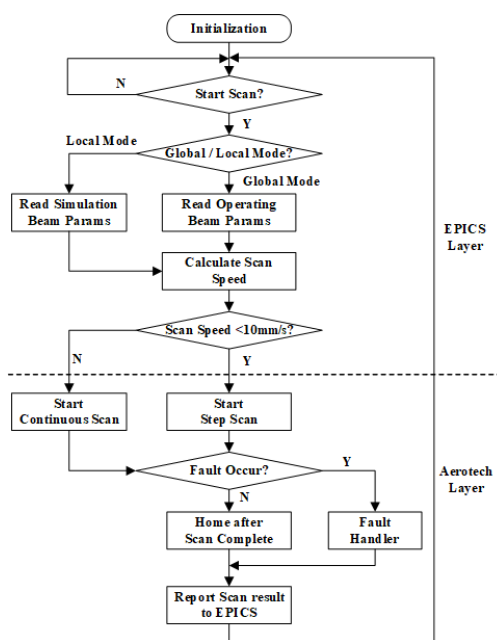 Initialization
N
Start Scan?
Y
Local Mode
Global / Local Mode?
Global Mode
Read Simulation
Beam Params
Read Operating
Beam Params
EPICS
Layer
Calculate Scan
Speed
Scan Speed <10mm/s?
N
Y
Start
Continuous Scan
Start
Step Scan
Fault Occur?
Y
Aerotech
Layer
N
Home after
Scan Complete
Fault
Handler
Report Scan result
to EPICS